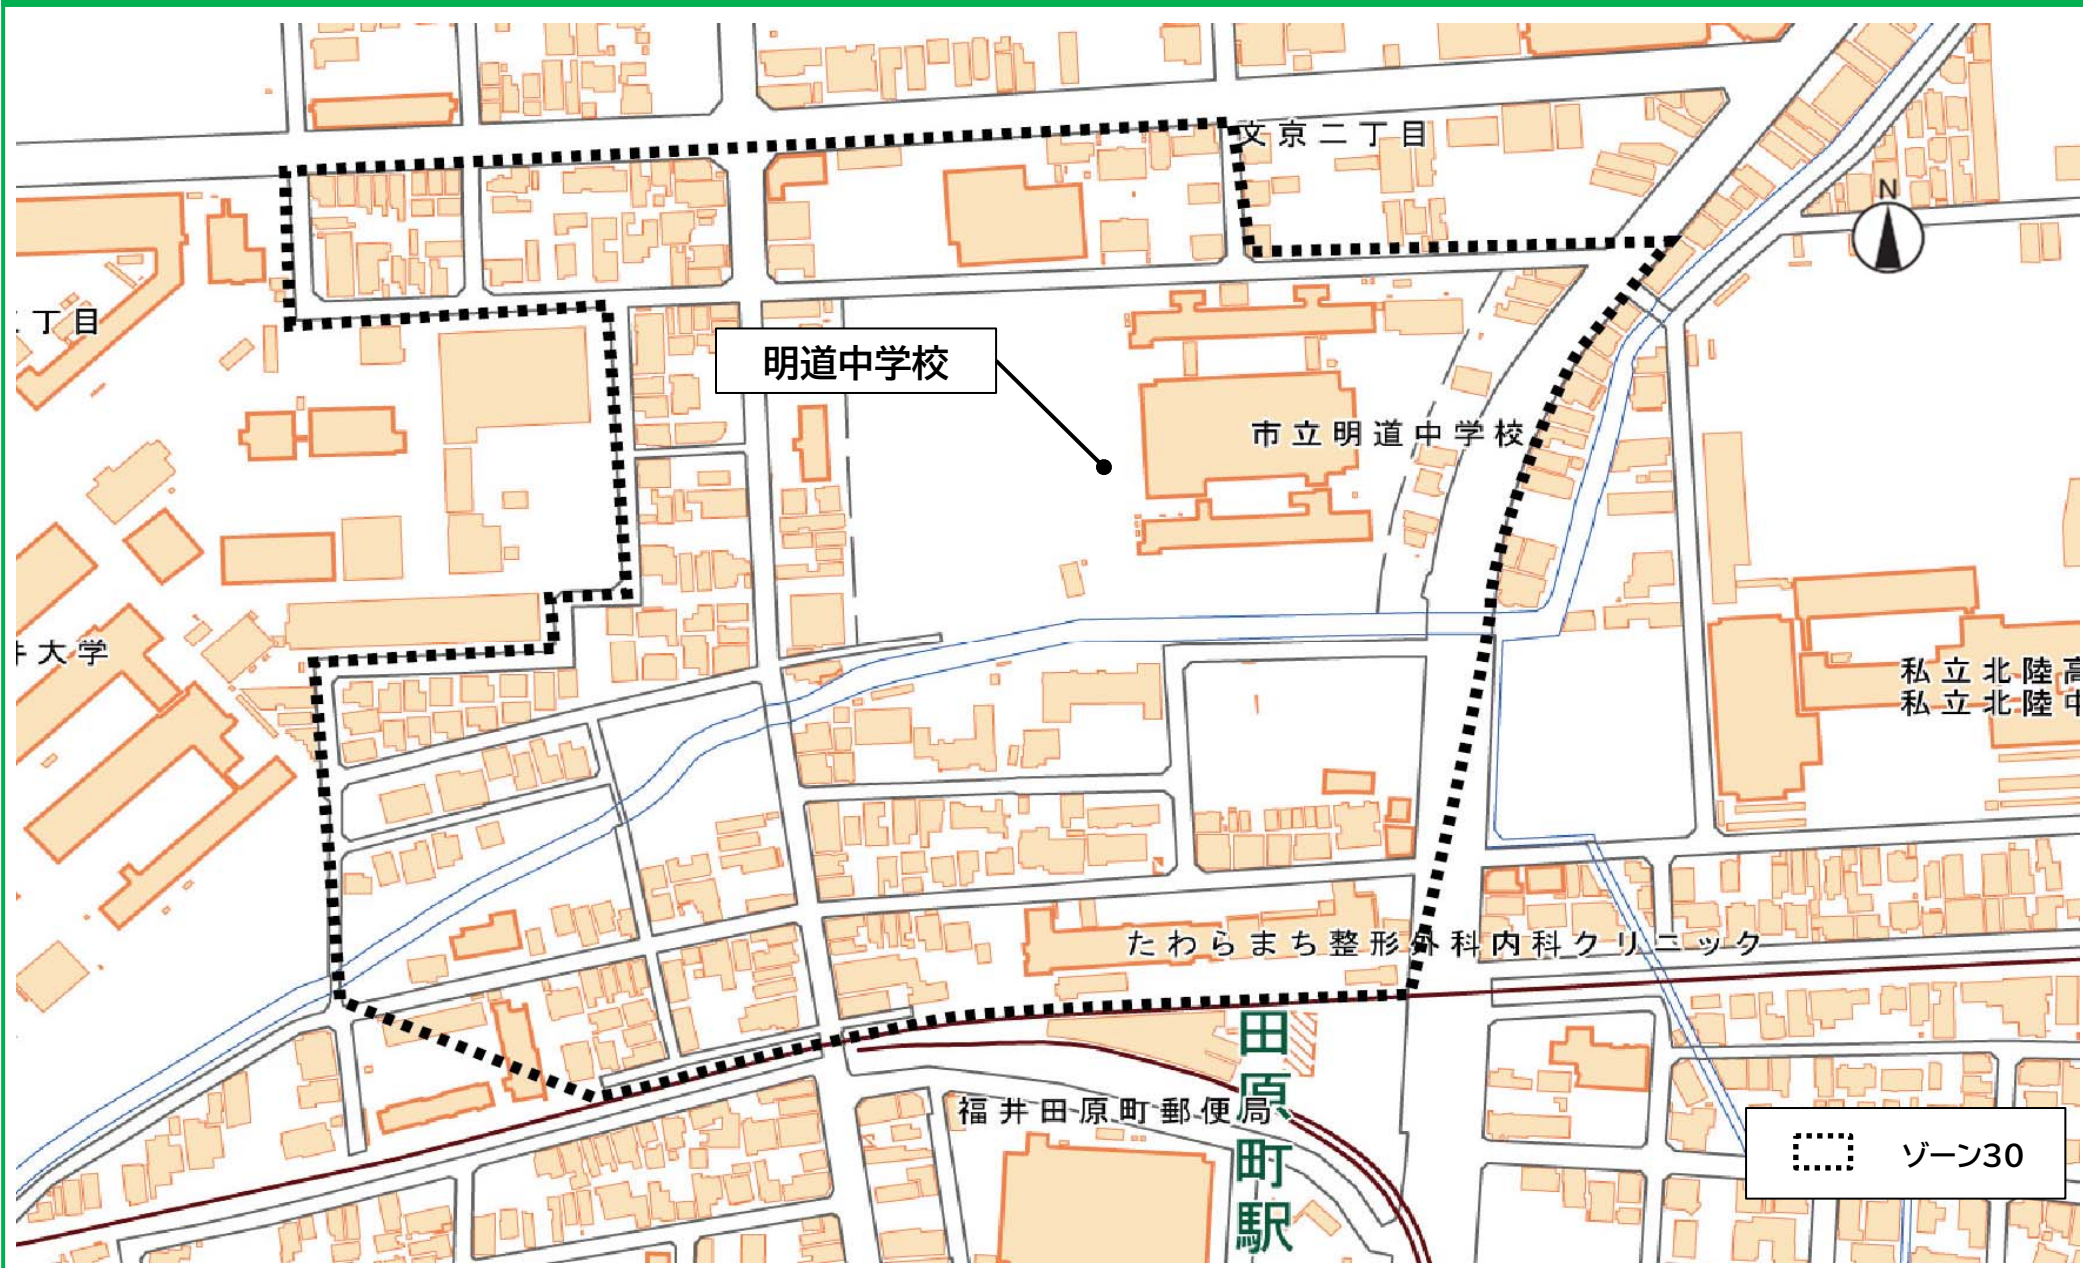 文京二丁目
N
丁目
明道中学校
市立明道中学校
大学
私立北陸高
私立北陸中
たわらまち整形外科内科クリニック
田原町駅
福井田原町郵便局
ゾーン30